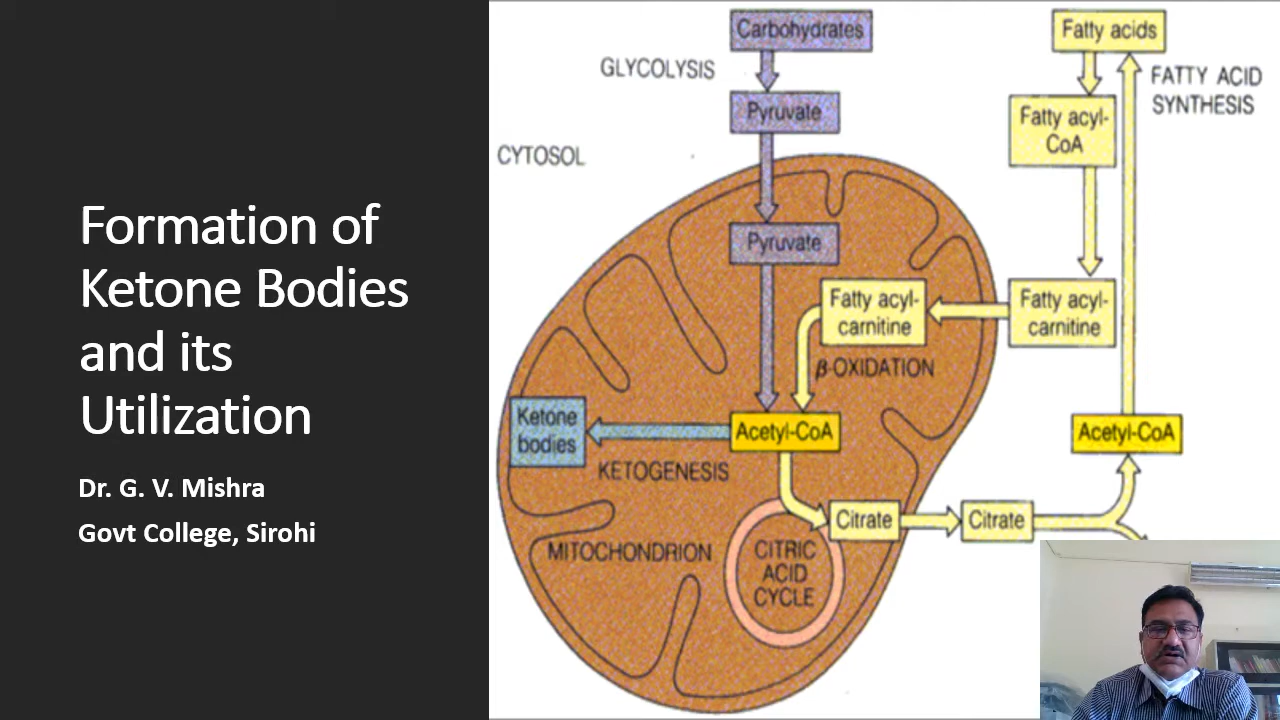 Formation of
Ketone Bodies
and its
Utilization
Dr. G. V. Mishra
Govt College, Sirohi
Carbohydrates
GLYCOLYSIS
Pyruvate
CYTOSOL
Pyruvate
Fatty acids
FATTY ACID
SYNTHESIS
Fatty acyl-
CoA
Fatty acyl-
carnitine
Fatty acyl-
carnitine
β-OXIDATION
Ketone
bodies
Acetyl-CoA
KETOGENESIS
Acetyl-CoA
Citrate
Citrate
MITOCHONDRION
CITRIC
ACID
CYCLE